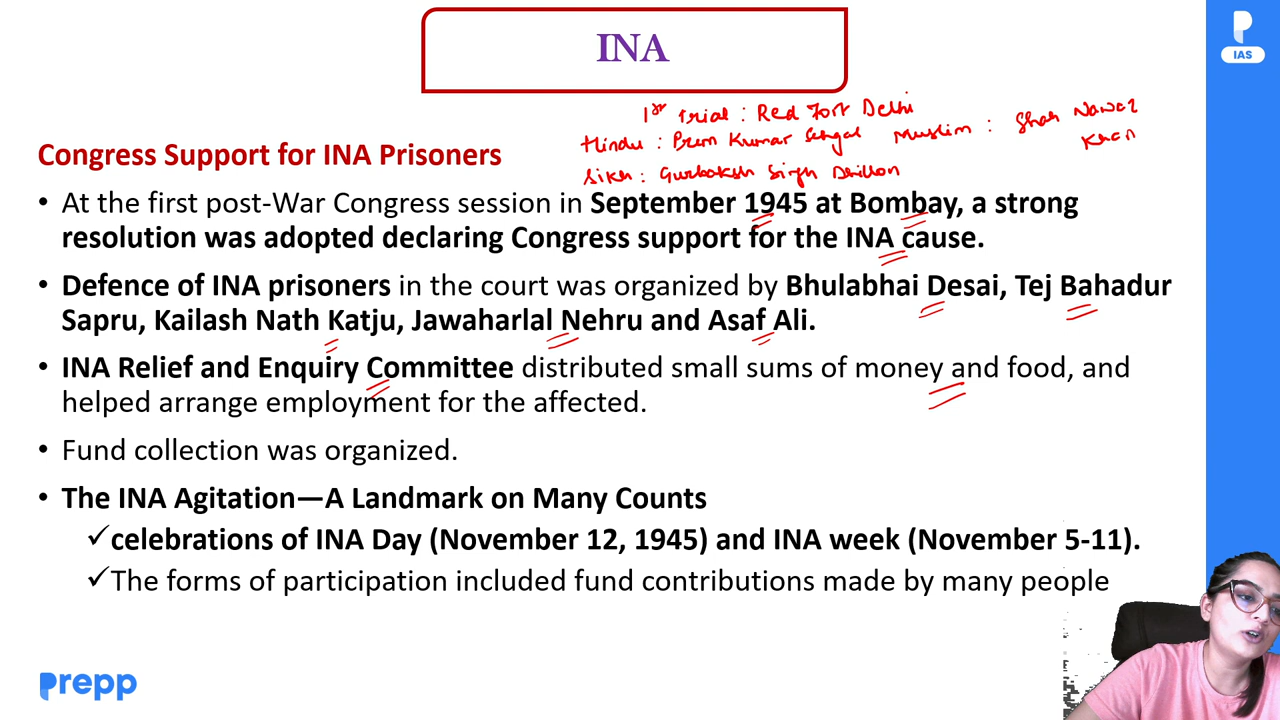 INA
IAS
1st Trial : Red Fort Delhi
Hindu : Prem Kumar Sehgal Muslim : Shah Nawaz Khan
Sikh : Gurbaksh Singh Dhillon
Congress Support for INA Prisoners
• At the first post-War Congress session in September 1945 at Bombay, a strong
resolution was adopted declaring Congress support for the INA cause.
• Defence of INA prisoners in the court was organized by Bhulabhai Desai, Tej Bahadur
Sapru, Kailash Nath Katju, Jawaharlal Nehru and Asaf Ali.
• INA Relief and Enquiry Committee distributed small sums of money and food, and
helped arrange employment for the affected.
• Fund collection was organized.
• The INA Agitation—A Landmark on Many Counts
✓celebrations of INA Day (November 12, 1945) and INA week (November 5-11).
✓The forms of participation included fund contributions made by many people
prepp